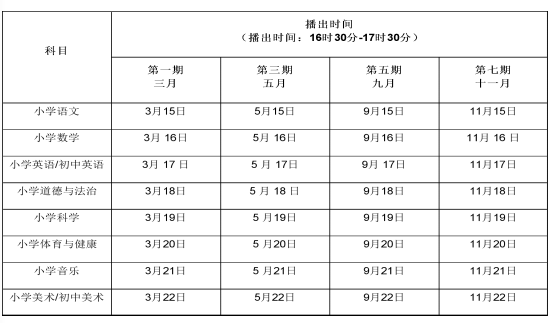 科目
播出时间
（播出时间：16时30分-17时30分）
第一期 第三期 第五期 第七期
三月 五月 九月 十一月
小学语文 3月15日 5月15日 9月15日 11月15日
小学数学 3月 16日 5月 16日 9月16日 11月 16 日
小学英语/初中英语 3月 17 日 5 月 17日 9月 17日 11月17日
小学道德与法治 3月18日 5 月 18 日 9月18日 11月18日
小学科学 3月19日 5 月19日 9月19日 11月19日
小学体育与健康 3月20日 5 月20日 9月20日 11月20日
小学音乐 3月21日 5 月21日 9月21日 11月21日
小学美术/初中美术 3月22日 5月22日 9月22日 11月22日